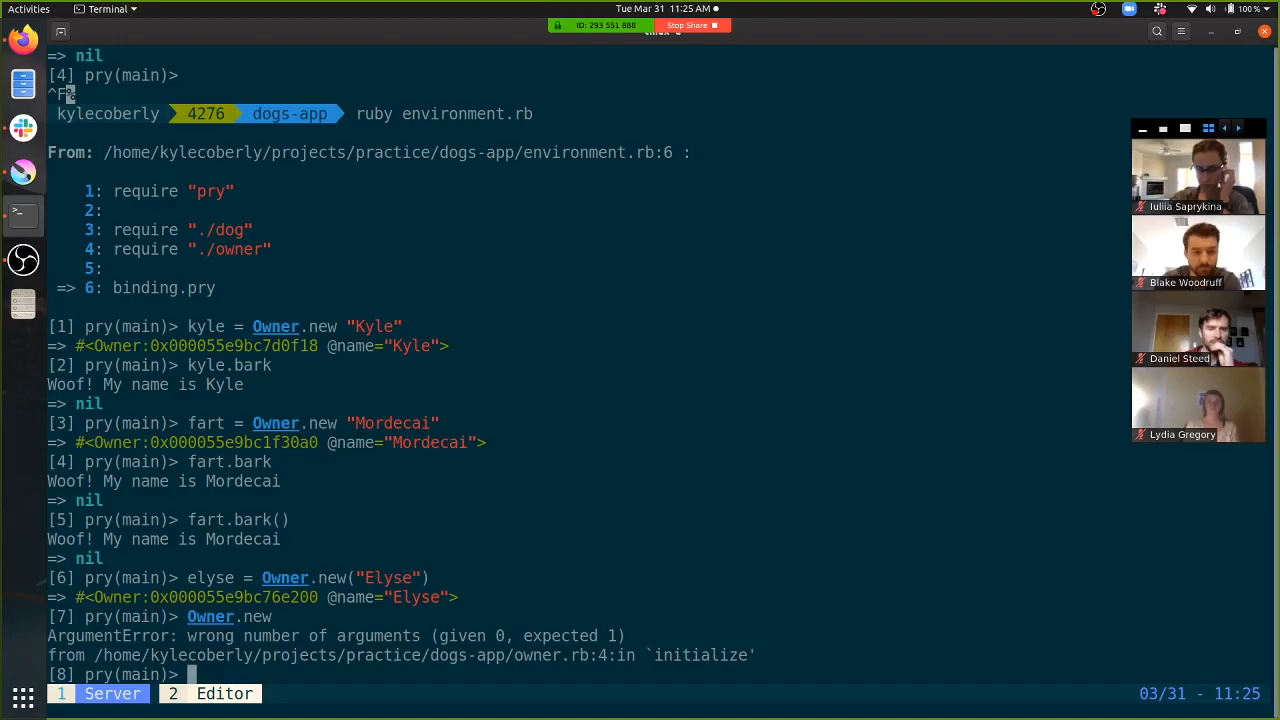 Activities
Terminal
Tue Mar 31 11:25 AM
100 %
ID: 293 551 888
Stop Share
=> nil
[4] pry(main)>
^F%
kylecoberly 4276 dogs-app ruby environment.rb
From: /home/kylecoberly/projects/practice/dogs-app/environment.rb:6 :
1: require "pry"
2:
3: require "./dog"
4: require "./owner"
5:
=> 6: binding.pry
[1] pry(main)> kyle = Owner.new "Kyle"
=> #<Owner:0x000055e9bc7d0f18 @name="Kyle">
[2] pry(main)> kyle.bark
Woof! My name is Kyle
=> nil
[3] pry(main)> fart = Owner.new "Mordecai"
=> #<Owner:0x000055e9bc1f30a0 @name="Mordecai">
[4] pry(main)> fart.bark
Woof! My name is Mordecai
=> nil
[5] pry(main)> fart.bark()
Woof! My name is Mordecai
=> nil
[6] pry(main)> elyse = Owner.new("Elyse")
=> #<Owner:0x000055e9bc76e200 @name="Elyse">
[7] pry(main)> Owner.new
ArgumentError: wrong number of arguments (given 0, expected 1)
from /home/kylecoberly/projects/practice/dogs-app/owner.rb:4:in `initialize'
[8] pry(main)>
1 Server 2 Editor
03/31 - 11:25
Iuliia Saprykina
Blake Woodruff
Daniel Steed
Lydia Gregory